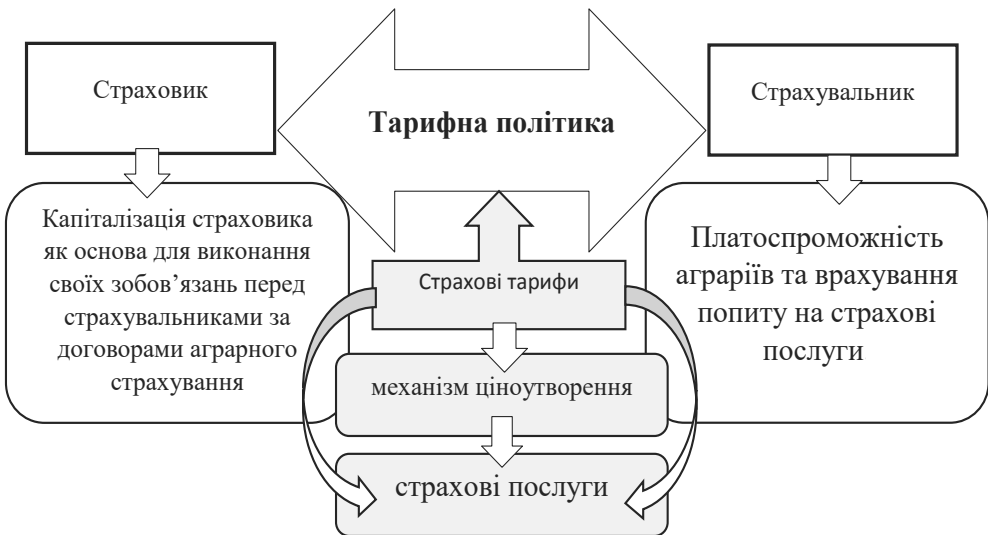 Страховик
Тарифна політика
Страхувальник
Капіталізація страховика
як основа для виконання
своїх зобов’язань перед
страхувальниками за
договорами аграрного
страхування
Страхові тарифи
Платоспроможність
аграріїв та врахування
попиту на страхові
послуги
механізм ціноутворення
страхові послуги